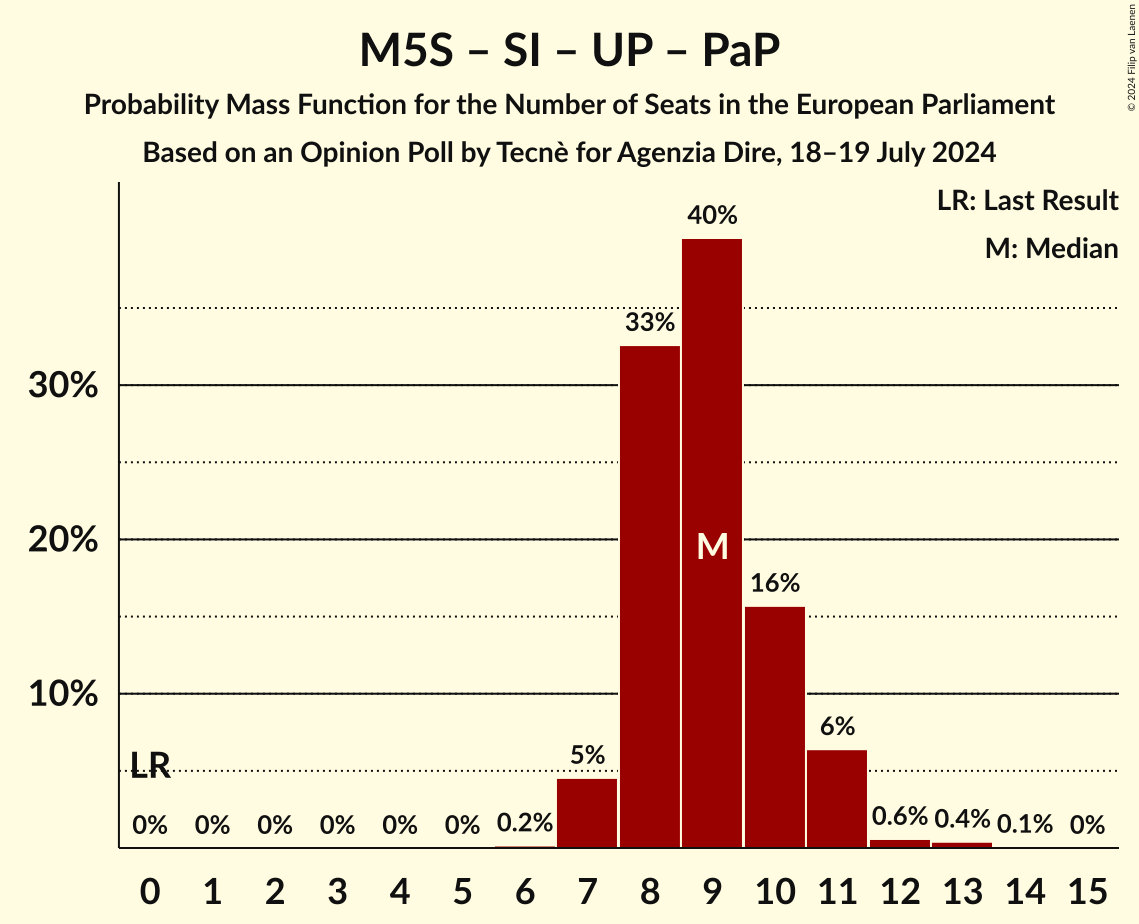 M5S – SI – UP – PaP
Probability Mass Function for the Number of Seats in the European Parliament
Based on an Opinion Poll by Tecnè for Agenzia Dire, 18–19 July 2024
© 2024 Filip van Laenen
LR: Last Result
M: Median
40%
33%
30%
20%
M
16%
10%
6%
5%
LR
0% 0% 0% 0% 0% 0% 0.2% 0.6% 0.4% 0.1% 0%
0 1 2 3 4 5 6 7 8 9 10 11 12 13 14 15